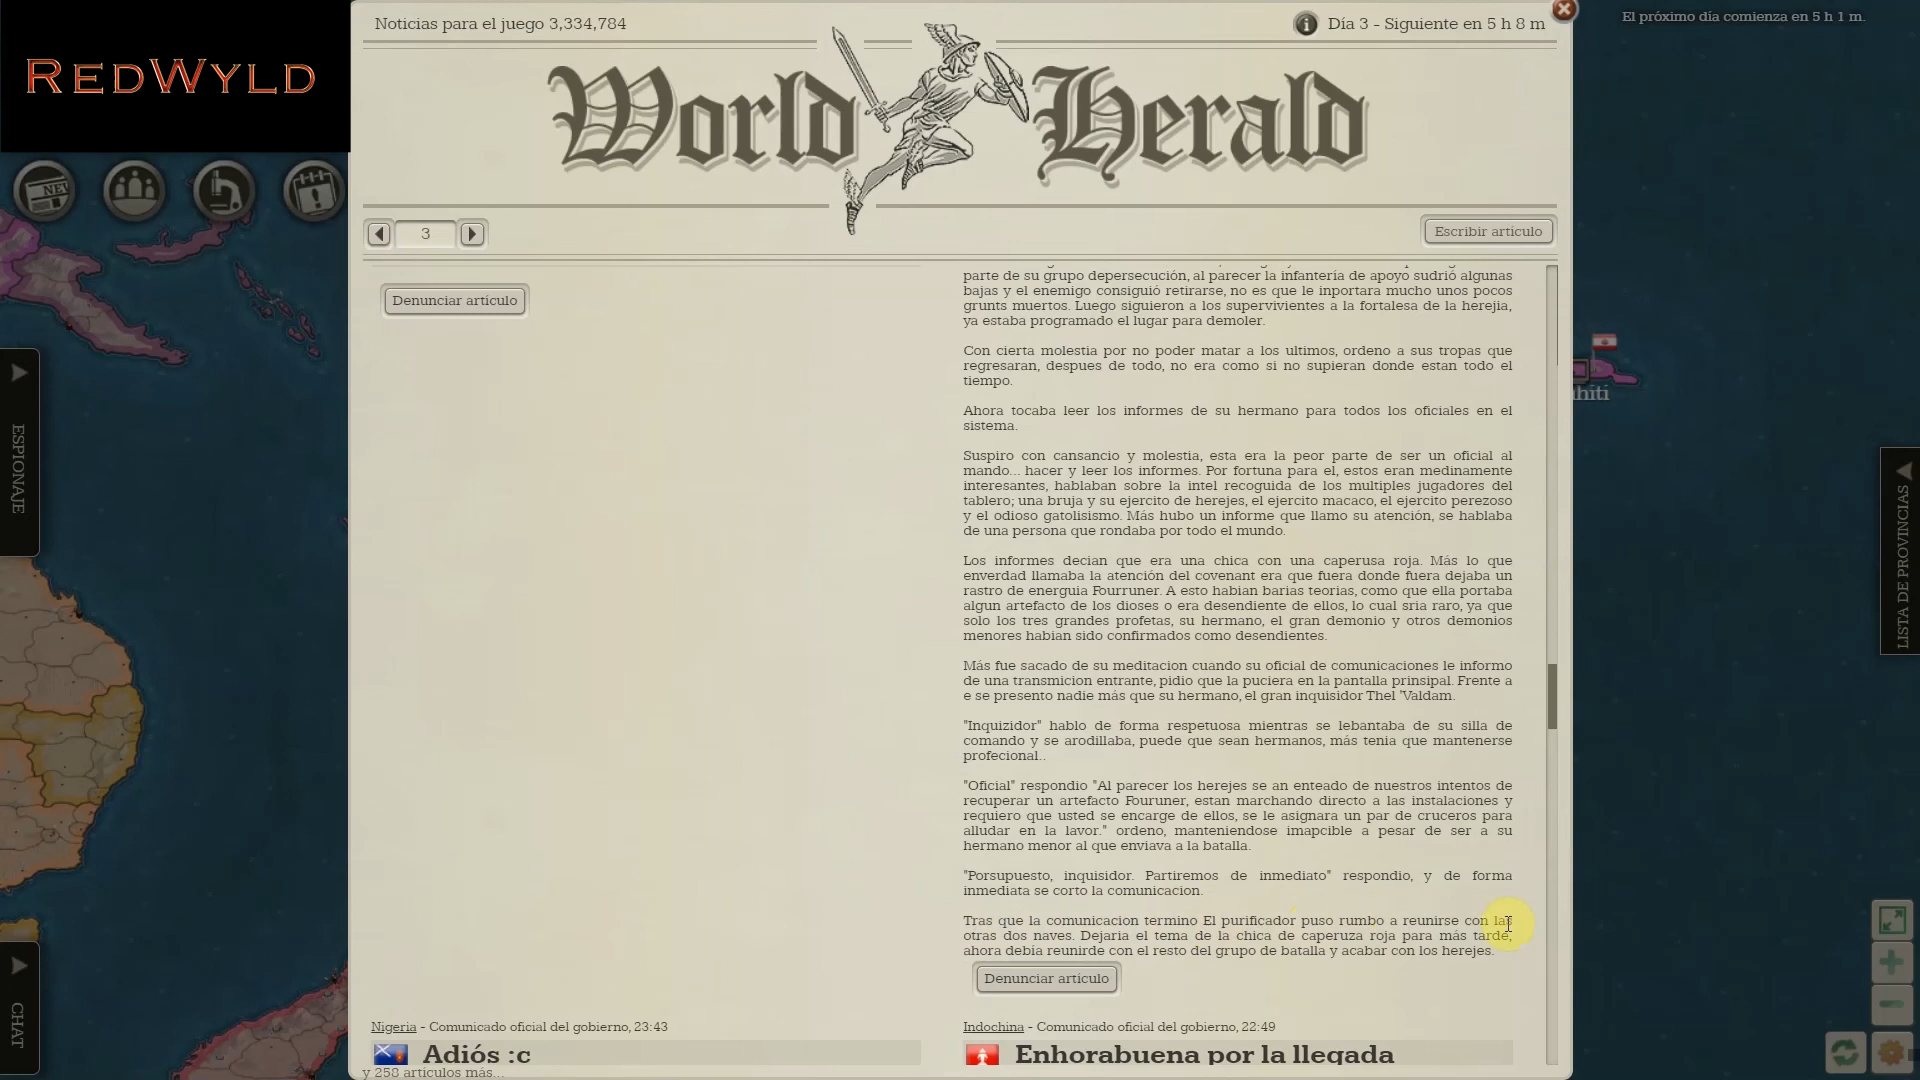 Noticias para el juego 3,334,784
Día 3 - Siguiente en 5 h 8 m
El próximo día comienza en 5 h 1 m.
REDWYLD
World Herald
NEW
3
Escribir artículo
Denunciar artículo
parte de su grupo depersecución, al parecer la infantería de apoyo sudrió algunas
bajas y el enemigo consiguió retirarse, no es que le inportara mucho unos pocos
grunts muertos. Luego siguieron a los supervivientes a la fortalesa de la herejia,
ya estaba programado el lugar para demoler.
Con cierta molestia por no poder matar a los ultimos, ordeno a sus tropas que
regresaran, despues de todo, no era como si no supieran donde estan todo el
tiempo.
Ahora tocaba leer los informes de su hermano para todos los oficiales en el
sistema.
Suspiro con cansancio y molestia, esta era la peor parte de ser un oficial al
mando... hacer y leer los informes. Por fortuna para el, estos eran medinamente
interesantes, hablaban sobre la intel recoguida de los multiples jugadores del
tablero; una bruja y su ejercito de herejes, el ejercito macaco, el ejercito perezoso
y el odioso gatolisismo. Más hubo un informe que llamo su atención, se hablaba
de una persona que rondaba por todo el mundo.
Los informes decian que era una chica con una caperusa roja. Más lo que
enverdad llamaba la atención del covenant era que fuera donde fuera dejaba un
rastro de energuia Fourruner. A esto habian barias teorias, como que ella portaba
algun artefacto de los dioses o era desendiente de ellos, lo cual sria raro, ya que
solo los tres grandes profetas, su hermano, el gran demonio y otros demonios
menores habian sido confirmados como desendientes.
Más fue sacado de su meditacion cuando su oficial de comunicaciones le informo
de una transmicion entrante, pidio que la puciera en la pantalla prinsipal. Frente a
e se presento nadie más que su hermano, el gran inquisidor Thel 'Valdam.
"Inquizidor" hablo de forma respetuosa mientras se lebantaba de su silla de
comando y se arodillaba, puede que sean hermanos, más tenia que mantenerse
profecional..
"Oficial" respondio "Al parecer los herejes se an enteado de nuestros intentos de
recuperar un artefacto Fouruner, estan marchando directo a las instalaciones y
requiero que usted se encarge de ellos, se le asignara un par de cruceros para
alludar en la lavor." ordeno, manteniendose imapcible a pesar de ser a su
hermano menor al que enviava a la batalla.
"Porsupuesto, inquisidor. Partiremos de inmediato" respondio, y de forma
inmediata se corto la comunicacion.
Tras que la comunicacion termino El purificador puso rumbo a reunirse con las
otras dos naves. Dejaria el tema de la chica de caperuza roja para más tarde,
ahora debía reunirde con el resto del grupo de batalla y acabar con los herejes.
Denunciar artículo
Nigeria - Comunicado oficial del gobierno, 23:43
Adiós :c
Indochina - Comunicado oficial del gobierno, 22:49
Enhorabuena por la llegada
y 258 artículos más...
ESPIONAJE
CHAT
LISTA DE PROVINCIAS